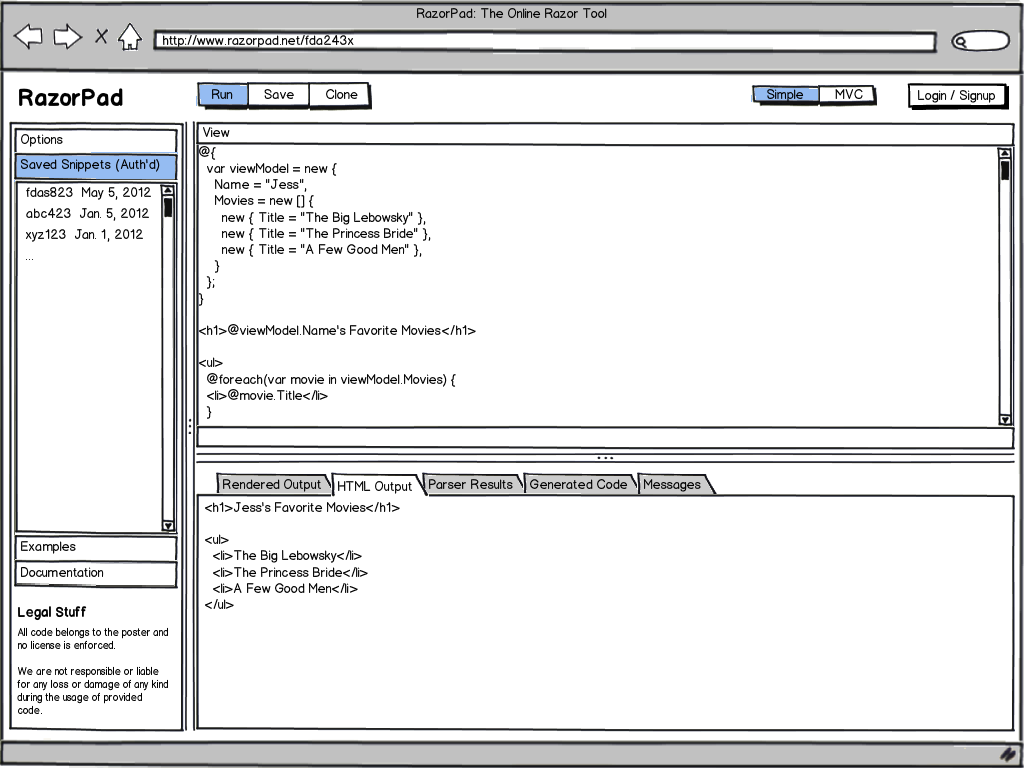 RazorPad: The Online Razor Tool
http://www.razorpad.net/fda243x
RazorPad
Run Save Clone
Simple MVC
Login / Signup
Options
Saved Snippets (Auth'd)
fdas823 May 5, 2012
abc423 Jan. 5, 2012
xyz123 Jan. 1, 2012
...
Examples
Documentation
Legal Stuff
All code belongs to the poster and
no license is enforced.
We are not responsible or liable
for any loss or damage of any kind
during the usage of provided
code.
View
@{
var viewModel = new {
Name = "Jess",
Movies = new [] {
new { Title = "The Big Lebowsky" },
new { Title = "The Princess Bride" },
new { Title = "A Few Good Men" },
}
};
}
<h1>@viewModel.Name's Favorite Movies</h1>
<ul>
@foreach(var movie in viewModel.Movies) {
<li>@movie.Title</li>
}
Rendered Output HTML Output Parser Results Generated Code Messages
<h1>Jess's Favorite Movies</h1>
<ul>
<li>The Big Lebowsky</li>
<li>The Princess Bride</li>
<li>A Few Good Men</li>
</ul>